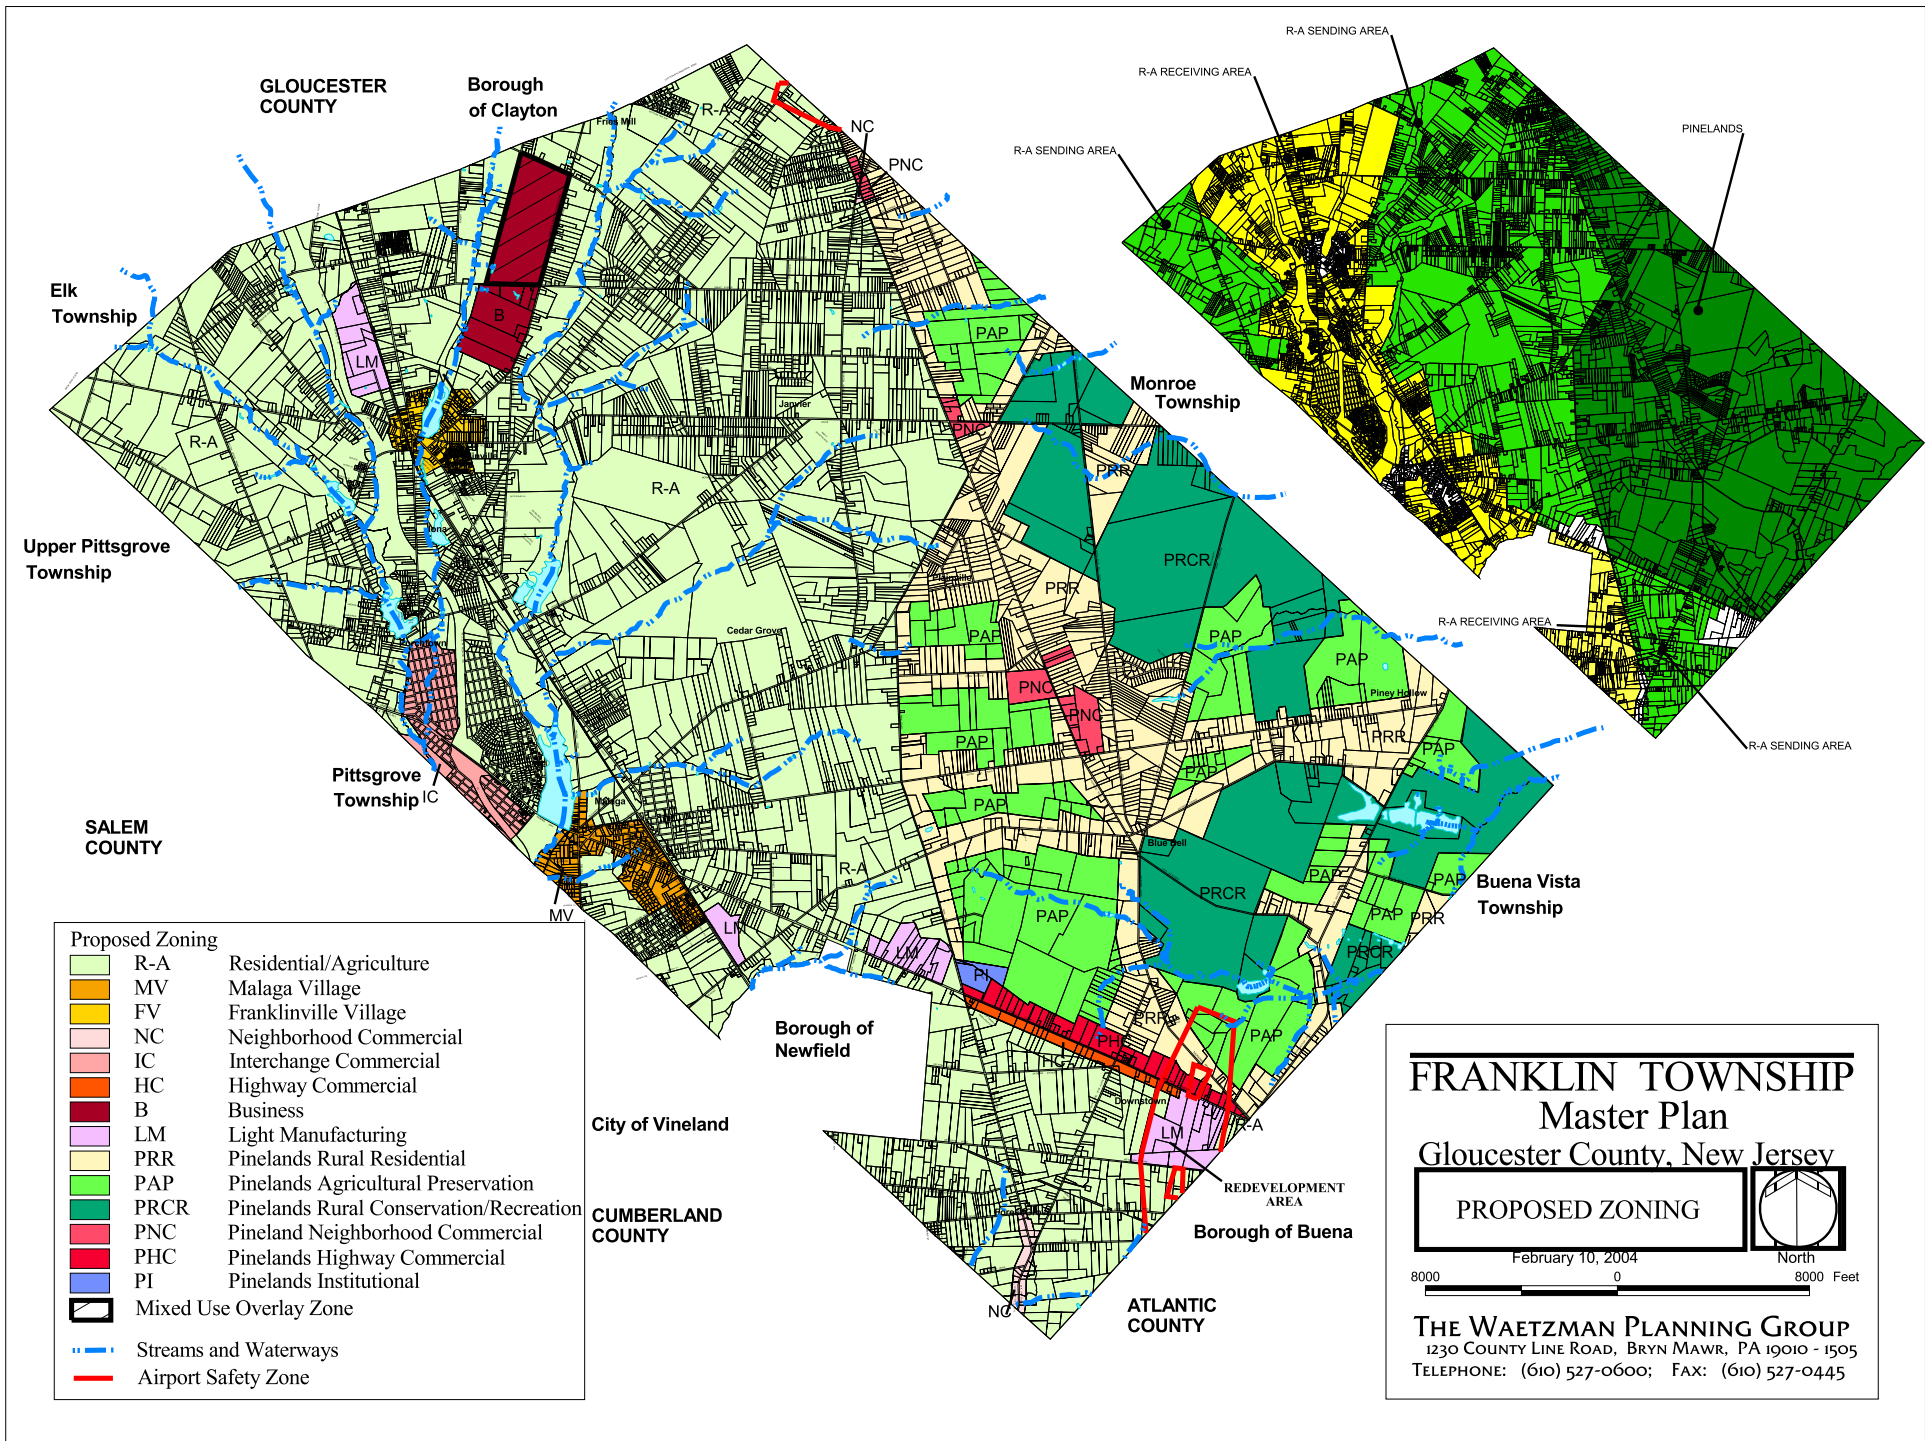 R-A SENDING AREA
R-A RECEIVING AREA
R-A SENDING AREA
PINELANDS
R-A RECEIVING AREA
R-A SENDING AREA
GLOUCESTER
COUNTY
Borough
of Clayton
Elk
Township
Upper Pittsgrove
Township
Pittsgrove
Township
SALEM
COUNTY
Monroe
Township
Buena Vista
Township
Borough of
Newfield
City of Vineland
CUMBERLAND
COUNTY
Borough of Buena
ATLANTIC
COUNTY
REDEVELOPMENT
AREA
Fries Mill
R-A
NC
PNC
B
LM
PAP
Janvier
R-A
R-A
PNC
PRR
Iona
PRCR
Plainville
PRR
Cedar Grove
PAP
PAP
PAP
PNC
Piney Hollow
PNC
PAP
PRR
PAP
PAP
IC
Malaga
PAP
Blue Bell
R-A
PRCR
PAP
PAP
MV
LM
PAP
PAP
PRR
LM
PRCR
PI
PRR
PAP
PHC
HC
Downstown
LM
R-A
NC
Proposed Zoning
R-A Residential/Agriculture
MV Malaga Village
FV Franklinville Village
NC Neighborhood Commercial
IC Interchange Commercial
HC Highway Commercial
B Business
LM Light Manufacturing
PRR Pinelands Rural Residential
PAP Pinelands Agricultural Preservation
PRCR Pinelands Rural Conservation/Recreation
PNC Pineland Neighborhood Commercial
PHC Pinelands Highway Commercial
PI Pinelands Institutional
Mixed Use Overlay Zone
Streams and Waterways
Airport Safety Zone
FRANKLIN TOWNSHIP
Master Plan
Gloucester County, New Jersey
PROPOSED ZONING
February 10, 2004
North
8000 0 8000 Feet
THE WAETZMAN PLANNING GROUP
1230 COUNTY LINE ROAD, BRYN MAWR, PA 19010 - 1505
TELEPHONE: (610) 527-0600; FAX: (610) 527-0445